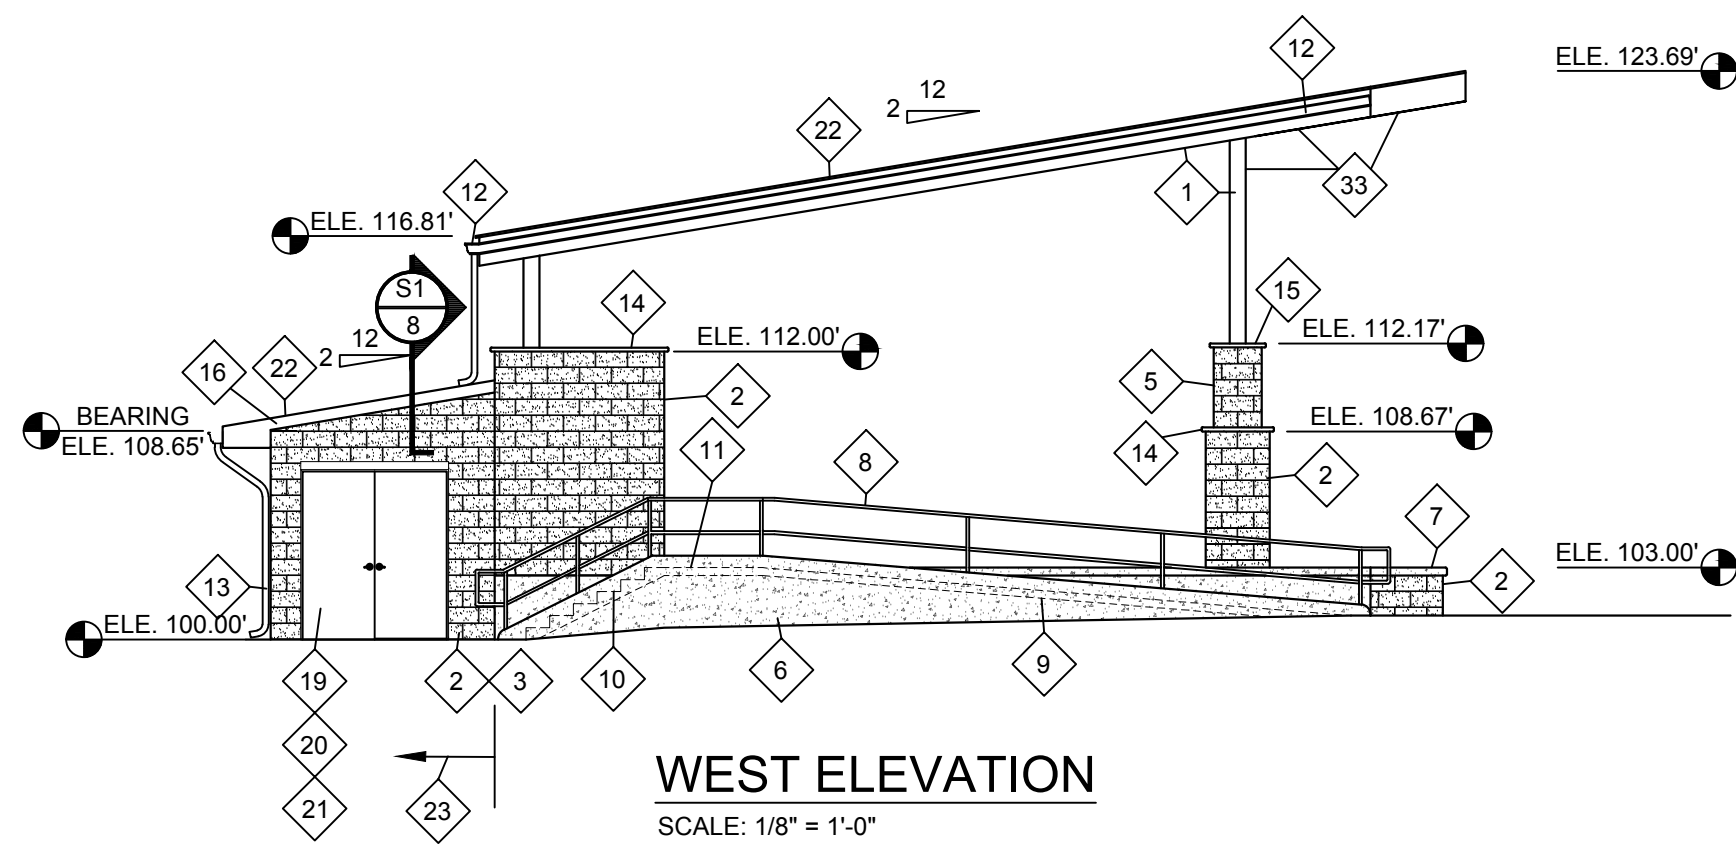 12
ELE. 123.69'
12
2
22
12
1
33
ELE. 116.81'
S1
8
14
15
12
2
ELE. 112.00'
ELE. 112.17'
16
22
5
2
BEARING
ELE. 108.65'
ELE. 108.67'
11
8
14
2
7
ELE. 103.00'
13
2
ELE. 100.00'
19
2
3
10
6
9
20
21
23
WEST ELEVATION
SCALE: 1/8" = 1'-0"